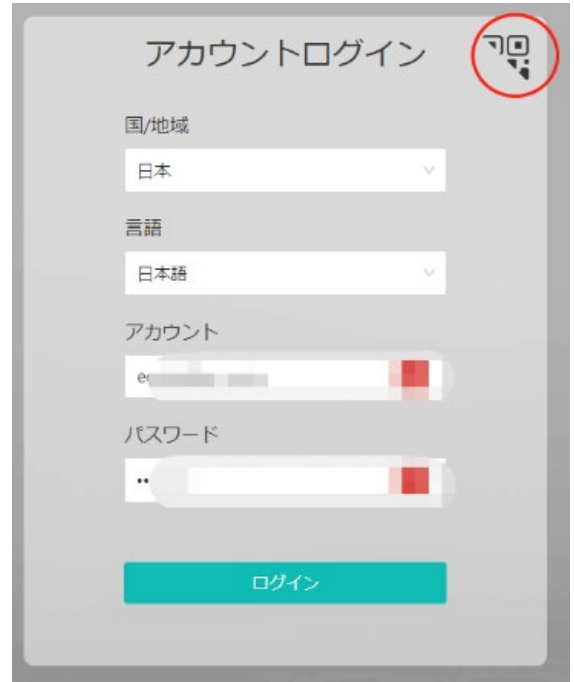 アカウントログイン
国/地域
日本
言語
日本語
アカウント
パスワード
ログイン